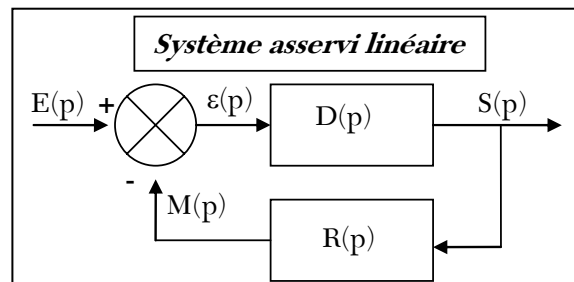 Système asservi linéaire
E(p) + ε(p) D(p) S(p)
-
M(p)
R(p)